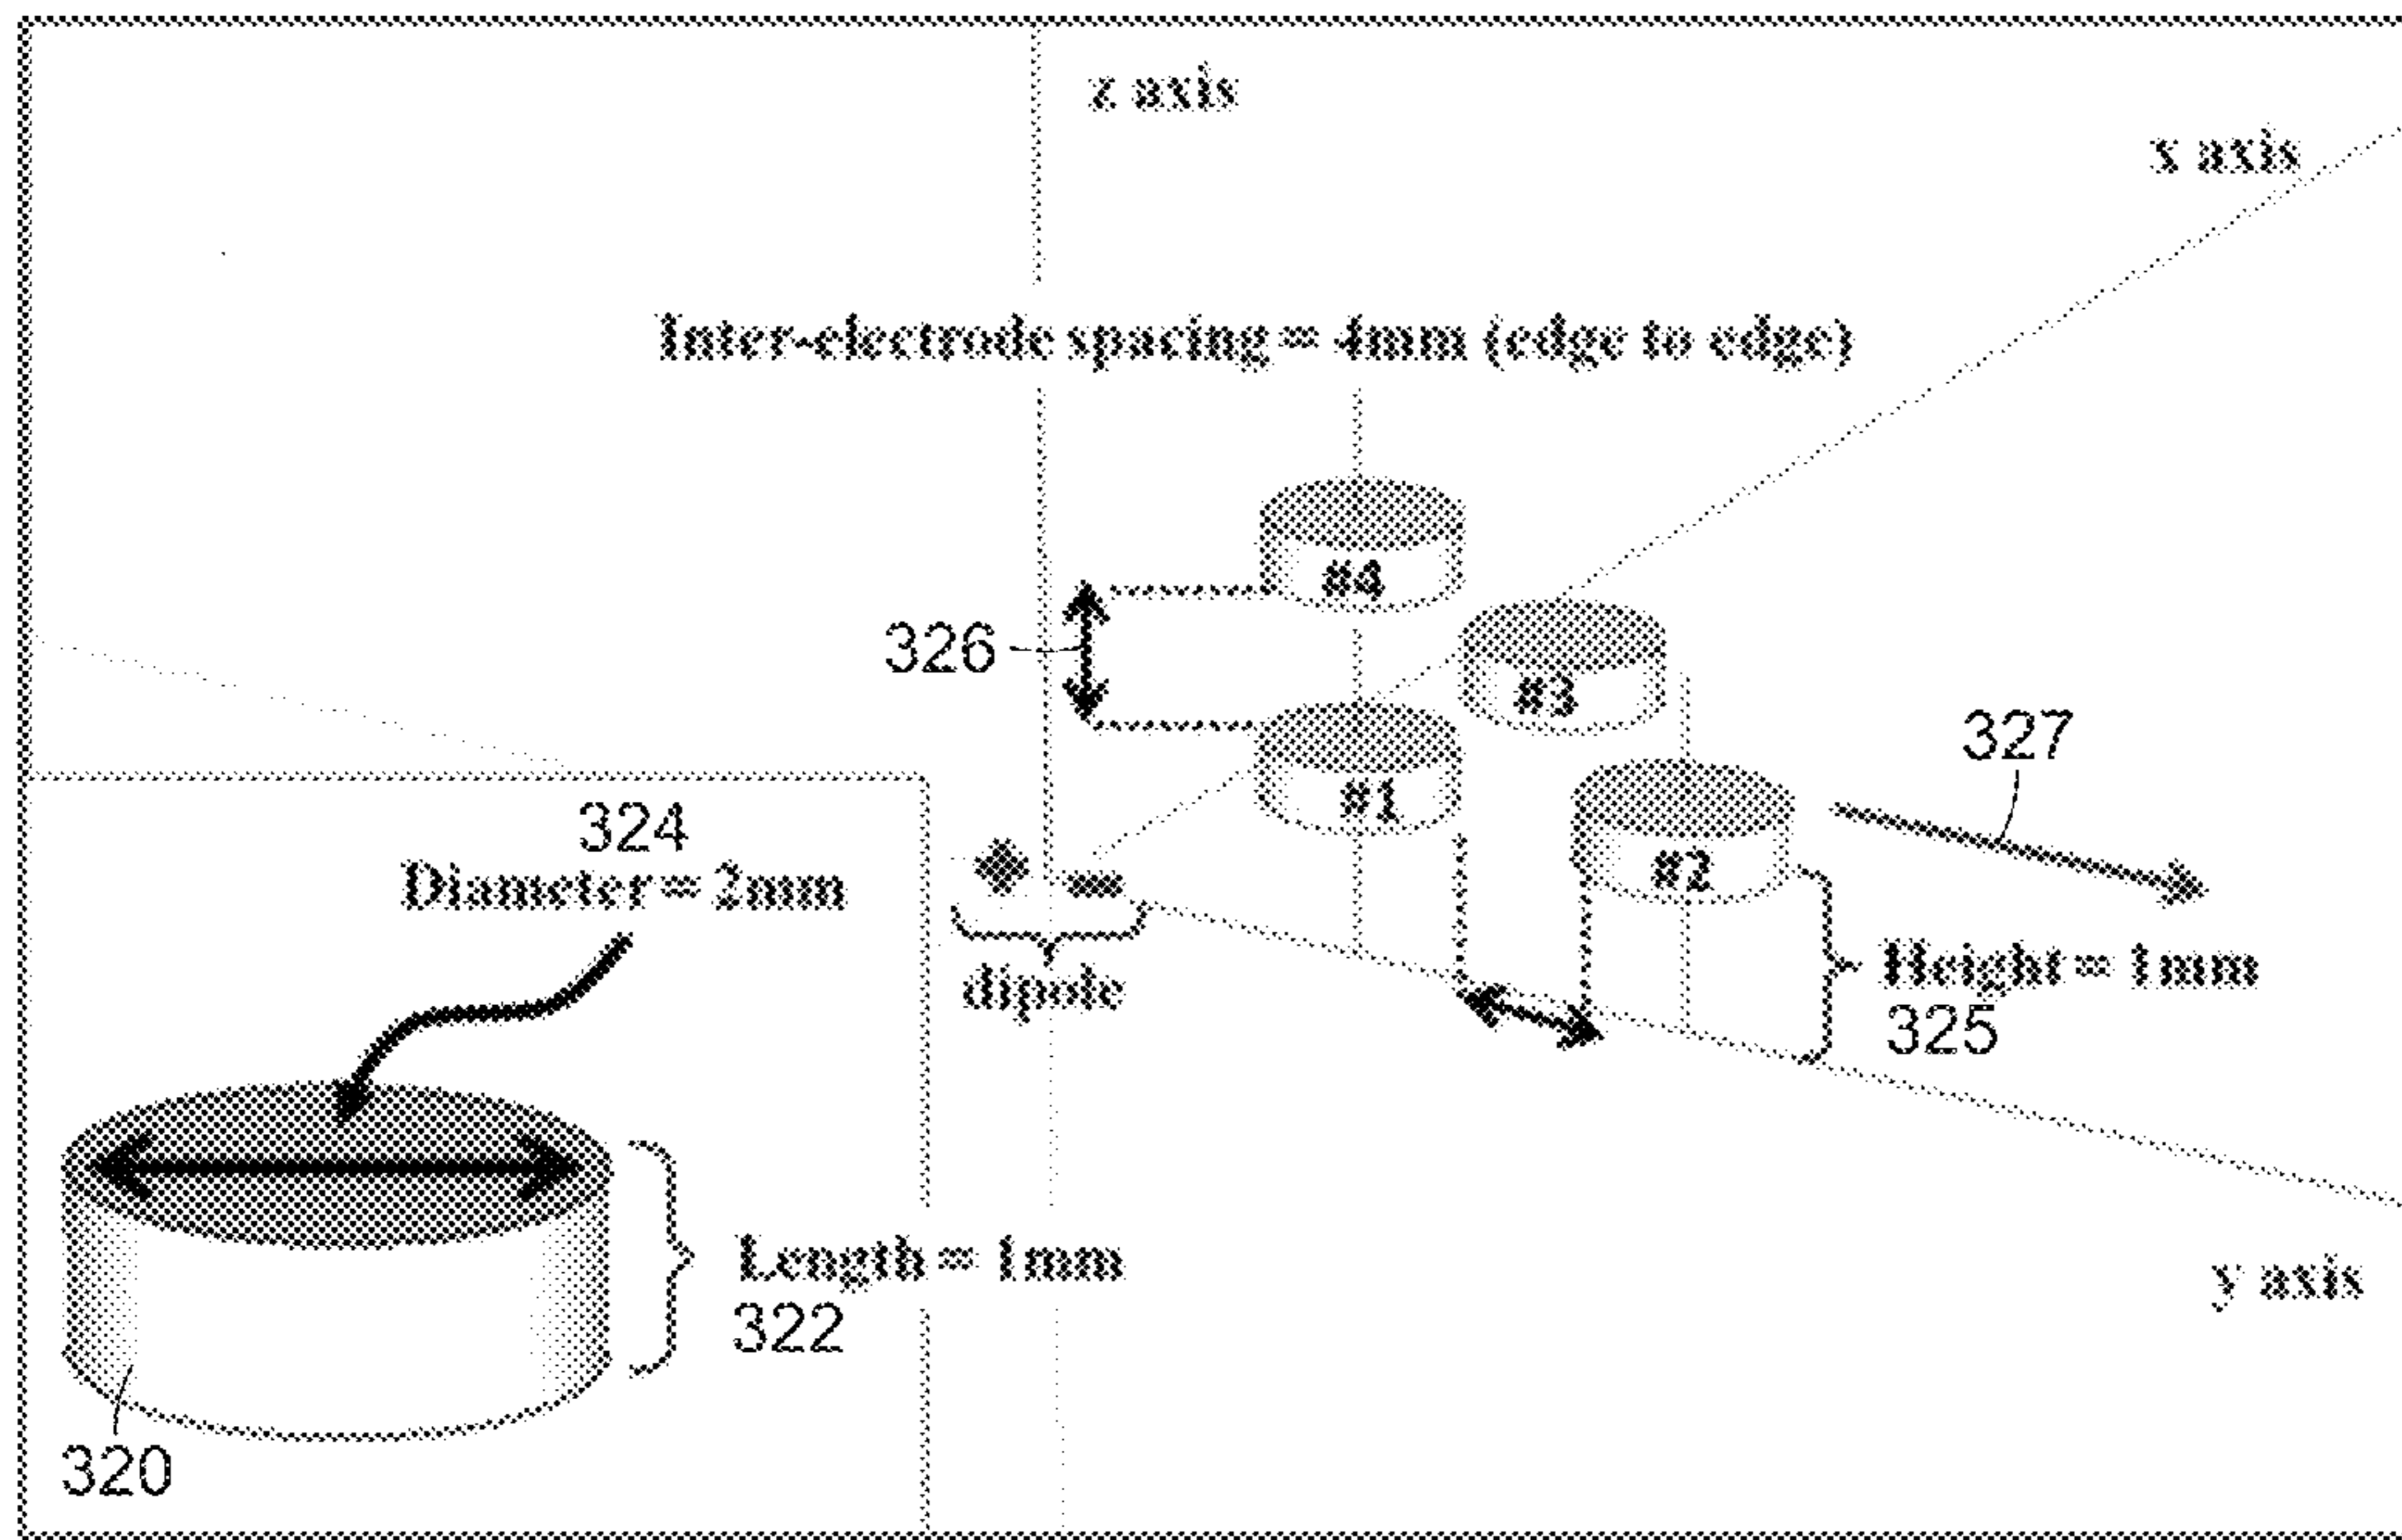 z axis
x axis
Inter-electrode spacing = 4mm (edge to edge)
#4
326
#3
327
#1
324
Diameter = 2mm
#2
dipole
Height = 1mm
325
Length = 1mm
322
y axis
320